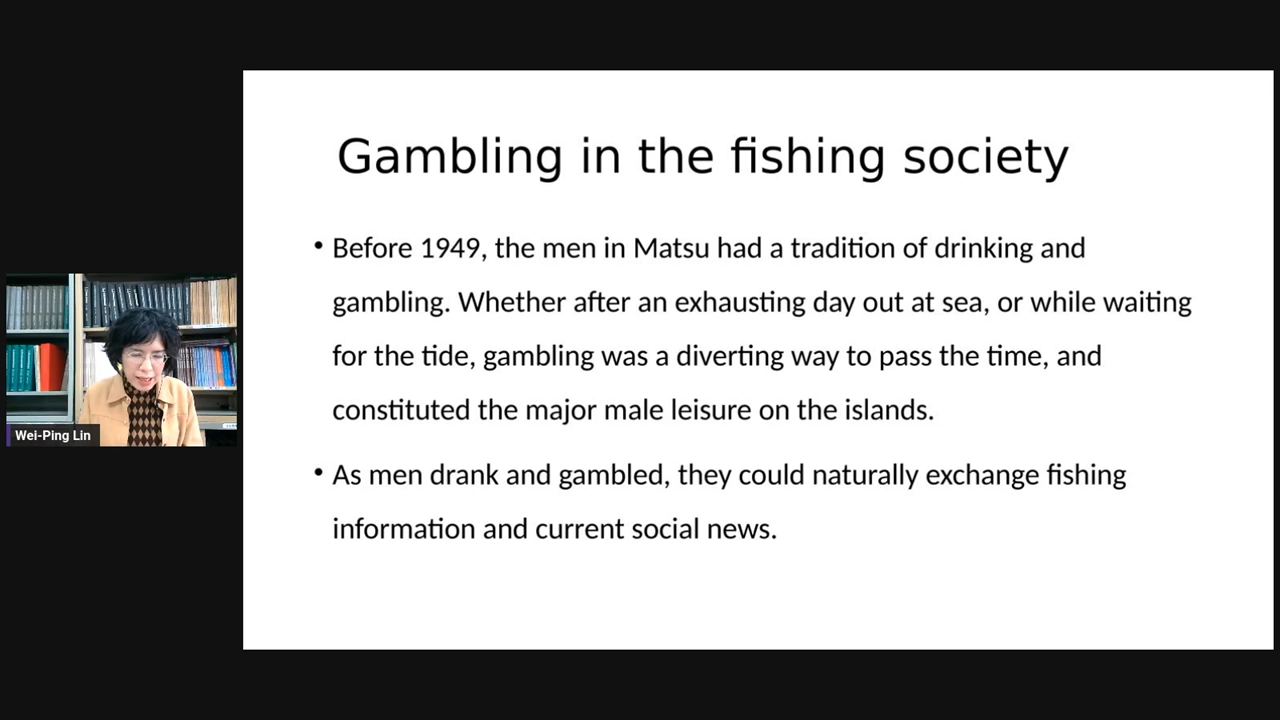 Gambling in the fishing society
• Before 1949, the men in Matsu had a tradition of drinking and
gambling. Whether after an exhausting day out at sea, or while waiting
for the tide, gambling was a diverting way to pass the time, and
constituted the major male leisure on the islands.
• As men drank and gambled, they could naturally exchange fishing
information and current social news.
Wei-Ping Lin